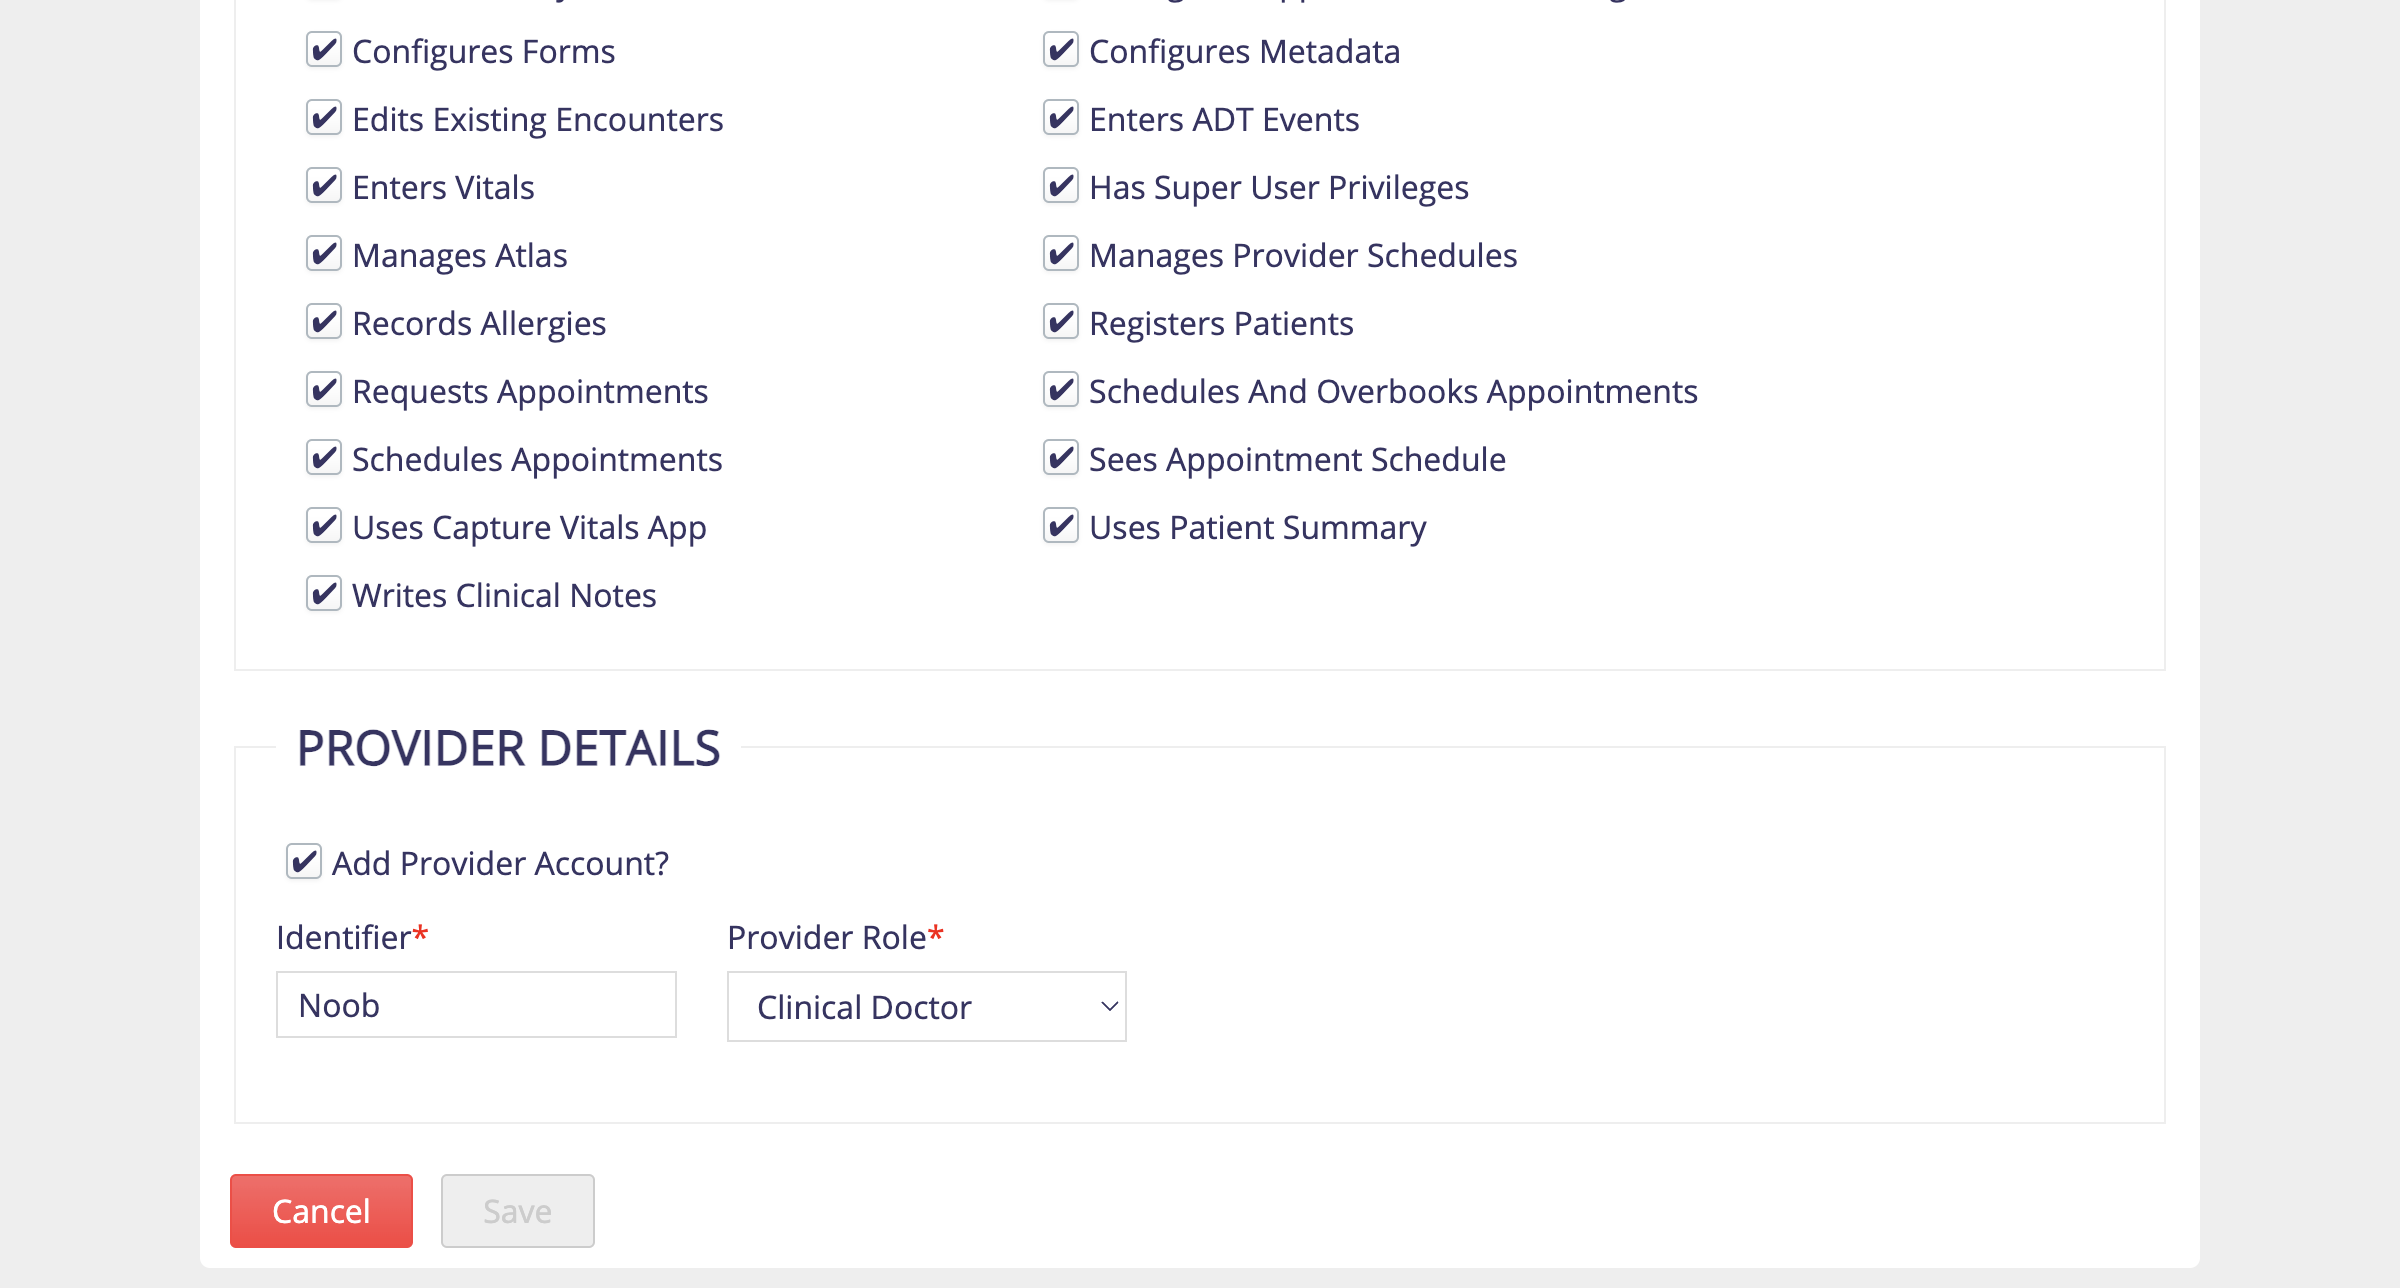 Configures Forms
Configures Metadata
Edits Existing Encounters
Enters ADT Events
Enters Vitals
Has Super User Privileges
Manages Atlas
Manages Provider Schedules
Records Allergies
Registers Patients
Requests Appointments
Schedules And Overbooks Appointments
Schedules Appointments
Sees Appointment Schedule
Uses Capture Vitals App
Uses Patient Summary
Writes Clinical Notes
PROVIDER DETAILS
Add Provider Account?
Identifier*
Provider Role*
Noob
Clinical Doctor
Cancel
Save